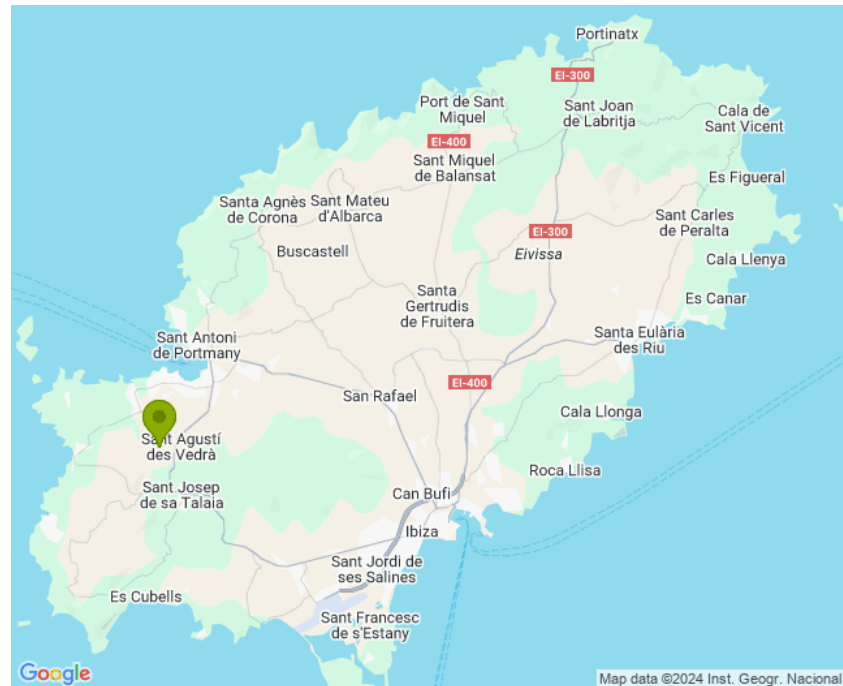 Portinatx
EI-300
Port de Sant
Miquel
Sant Joan
de Labritja
Cala de
Sant Vicent
EI-400
Sant Miquel
de Balansat
Es Figueral
Santa Agnès
de Corona
Sant Mateu
d'Albarca
Sant Carles
de Peralta
EI-300
Buscastell
Eivissa
Cala Llenya
Santa
Gertrudis
de Fruitera
Es Canar
Sant Antoni
de Portmany
Santa Eulària
des Riu
EI-400
San Rafael
Cala Llonga
Sant Agustí
des Vedrà
Roca Llisa
Sant Josep
de sa Talaia
Can Bufi
Ibiza
Sant Jordi de
ses Salines
Es Cubells
Sant Francesc
de s'Estany
Google
Map data ©2024 Inst. Geogr. Nacional